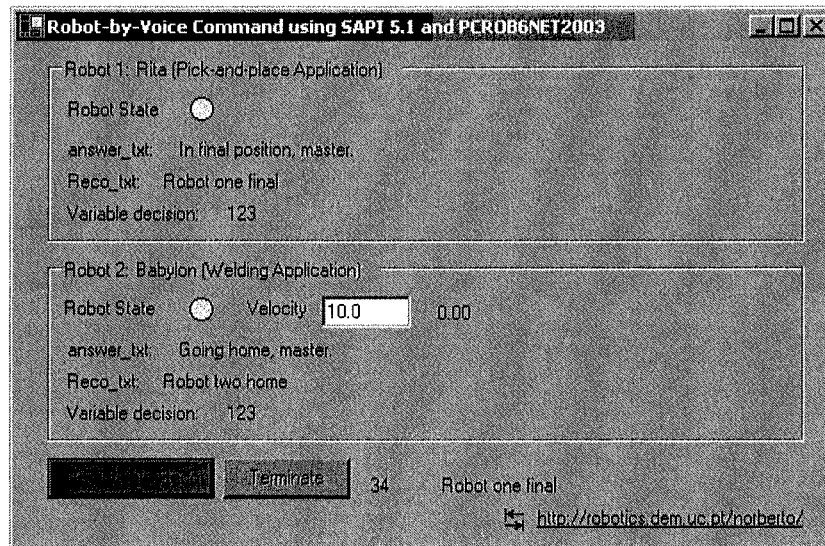 Robot-by-Voice Command using SAPI 5.1 and PCROB6NET2003
Robot 1: Rita (Pick-and-place Application)
Robot State
answer_txt: In final position, master.
Reco_txt: Robot one final
Variable decision: 123
Robot 2: Babylon (Welding Application)
Robot State Velocity 10.0 0.00
answer_txt: Going home, master.
Reco_txt: Robot two home
Variable decision: 123
Terminate 34 Robot one final
http://robotics.dem.uc.pt/norberto/